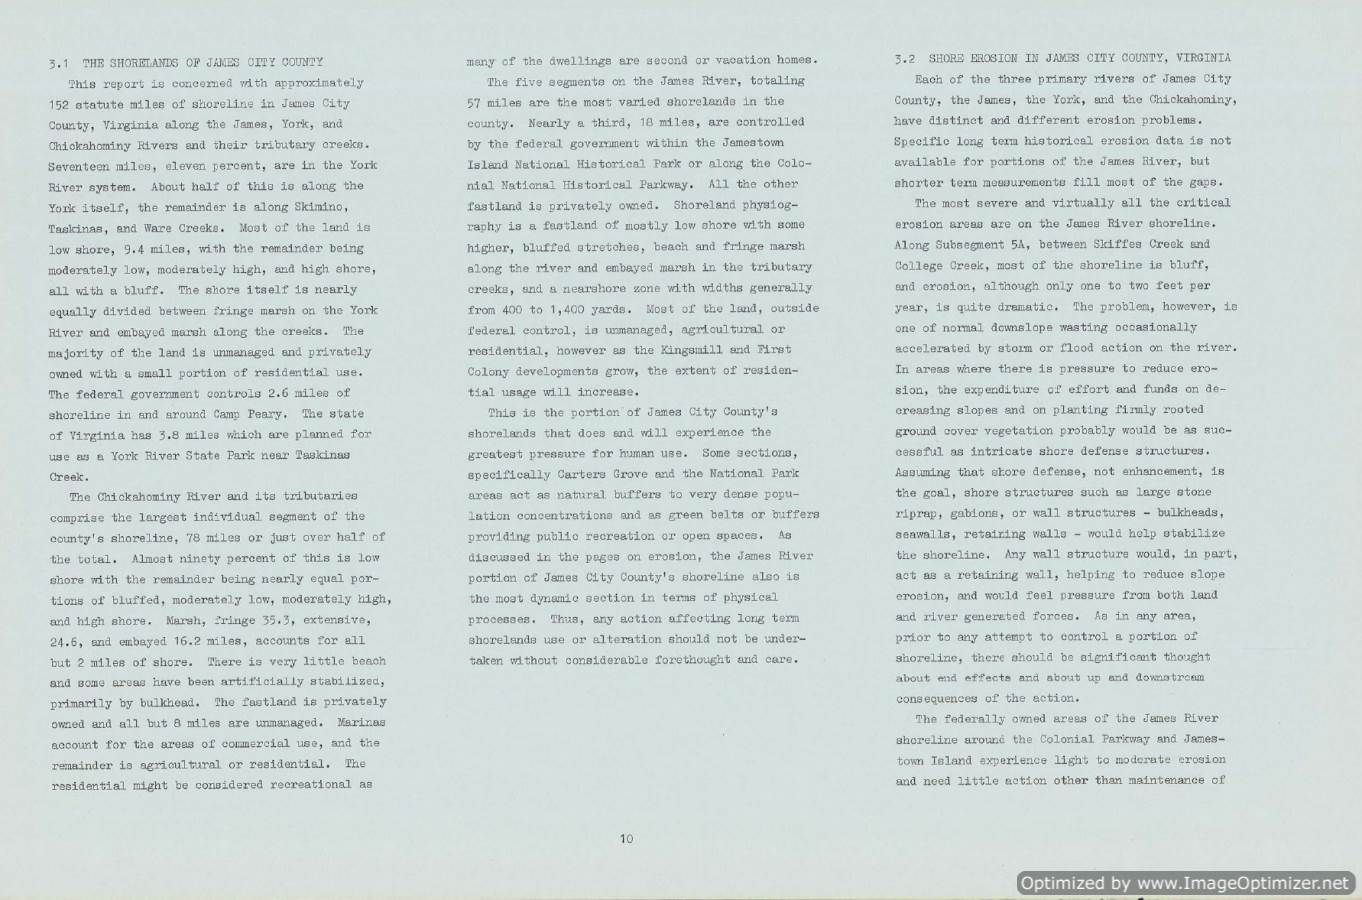 3.1 THE SHORELANDS OF JAMES CITY COUNTY
This report is concerned with approximately
152 statute miles of shoreline in James City
County, Virginia along the James, York, and
Chickahominy Rivers and their tributary creeks.
Seventeen miles, eleven percent, are in the York
River system. About half of this is along the
York itself, the remainder is along Skimino,
Taskinas, and Ware Creeks. Most of the land is
low shore, 9.4 miles, with the remainder being
moderately low, moderately high, and high shore,
all with a bluff. The shore itself is nearly
equally divided between fringe marsh on the York
River and embayed marsh along the creeks. The
majority of the land is unmanaged and privately
owned with a small portion of residential use.
The federal government controls 2.6 miles of
shoreline in and around Camp Peary. The state
of Virginia has 3.8 miles which are planned for
use as a York River State Park near Taskinas
Creek.
The Chickahominy River and its tributaries
comprise the largest individual segment of the
county's shoreline, 78 miles or just over half of
the total. Almost ninety percent of this is low
shore with the remainder being nearly equal por-
tions of bluffed, moderately low, moderately high,
and high shore. Marsh, fringe 35.3, extensive,
24.6, and embayed 16.2 miles, accounts for all
but 2 miles of shore. There is very little beach
and some areas have been artificially stabilized,
primarily by bulkhead. The fastland is privately
owned and all but 8 miles are unmanaged. Marinas
account for the areas of commercial use, and the
remainder is agricultural or residential. The
residential might be considered recreational as
many of the dwellings are second or vacation homes.
The five segments on the James River, totaling
57 miles are the most varied shorelands in the
county. Nearly a third, 18 miles, are controlled
by the federal government within the Jamestown
Island National Historical Park or along the Colo-
nial National Historical Parkway. All the other
fastland is privately owned. Shoreland physiog-
raphy is a fastland of mostly low shore with some
higher, bluffed stretches, beach and fringe marsh
along the river and embayed marsh in the tributary
creeks, and a nearshore zone with widths generally
from 400 to 1,400 yards. Most of the land, outside
federal control, is unmanaged, agricultural or
residential, however as the Kingsmill and First
Colony developments grow, the extent of residen-
tial usage will increase.
This is the portion of James City County's
shorelands that does and will experience the
greatest pressure for human use. Some sections,
specifically Carters Grove and the National Park
areas act as natural buffers to very dense popu-
lation concentrations and as green belts or buffers
providing public recreation or open spaces. As
discussed in the pages on erosion, the James River
portion of James City County's shoreline also is
the most dynamic section in terms of physical
processes. Thus, any action affecting long term
shorelands use or alteration should not be under-
taken without considerable forethought and care.
3.2 SHORE EROSION IN JAMES CITY COUNTY, VIRGINIA
Each of the three primary rivers of James City
County, the James, the York, and the Chickahominy,
have distinct and different erosion problems.
Specific long term historical erosion data is not
available for portions of the James River, but
shorter term measurements fill most of the gaps.
The most severe and virtually all the critical
erosion areas are on the James River shoreline.
Along Subsegment 5A, between Skiffes Creek and
College Creek, most of the shoreline is bluff,
and erosion, although only one to two feet per
year, is quite dramatic. The problem, however, is
one of normal downslope wasting occasionally
accelerated by storm or flood action on the river.
In areas where there is pressure to reduce ero-
sion, the expenditure of effort and funds on de-
creasing slopes and on planting firmly rooted
ground cover vegetation probably would be as suc-
cessful as intricate shore defense structures.
Assuming that shore defense, not enhancement, is
the goal, shore structures such as large stone
riprap, gabions, or wall structures - bulkheads,
seawalls, retaining walls - would help stabilize
the shoreline. Any wall structure would, in part,
act as a retaining wall, helping to reduce slope
erosion, and would feel pressure from both land
and river generated forces. As in any area,
prior to any attempt to control a portion of
shoreline, there should be significant thought
about end effects and about up and downstream
consequences of the action.
The federally owned areas of the James River
shoreline around the Colonial Parkway and James-
town Island experience light to moderate erosion
and need little action other than maintenance of
10
Optimized by www.ImageOptimizer.net